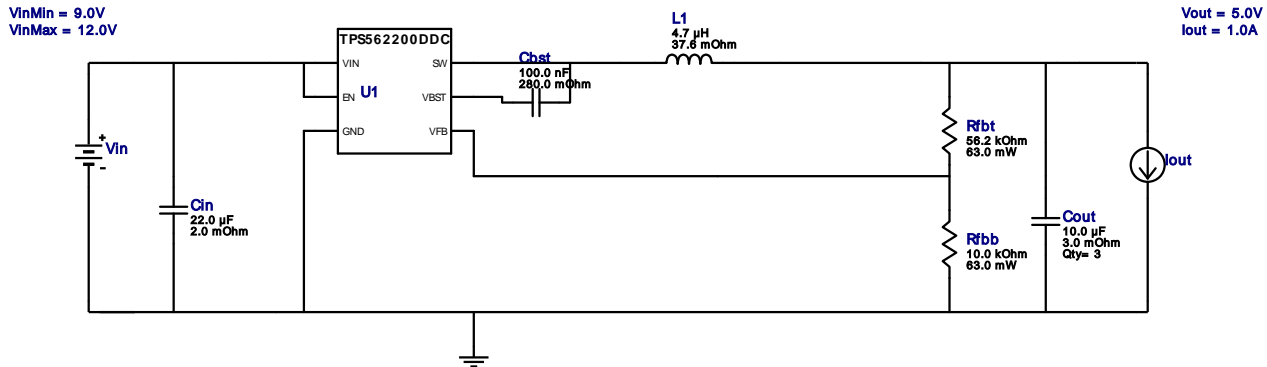 VinMin = 9.0V
VinMax = 12.0V
Vout = 5.0V
Iout = 1.0A
TPS562200DDC
VIN
EN
GND
U1
SW
VBST
VFB
Cbst
100.0 nF
280.0 mOhm
L1
4.7 µH
37.6 mOhm
+
Vin
-
Cin
22.0 µF
2.0 mOhm
Rfbt
56.2 kOhm
63.0 mW
Rfbb
10.0 kOhm
63.0 mW
Cout
10.0 µF
3.0 mOhm
Qty= 3
Iout